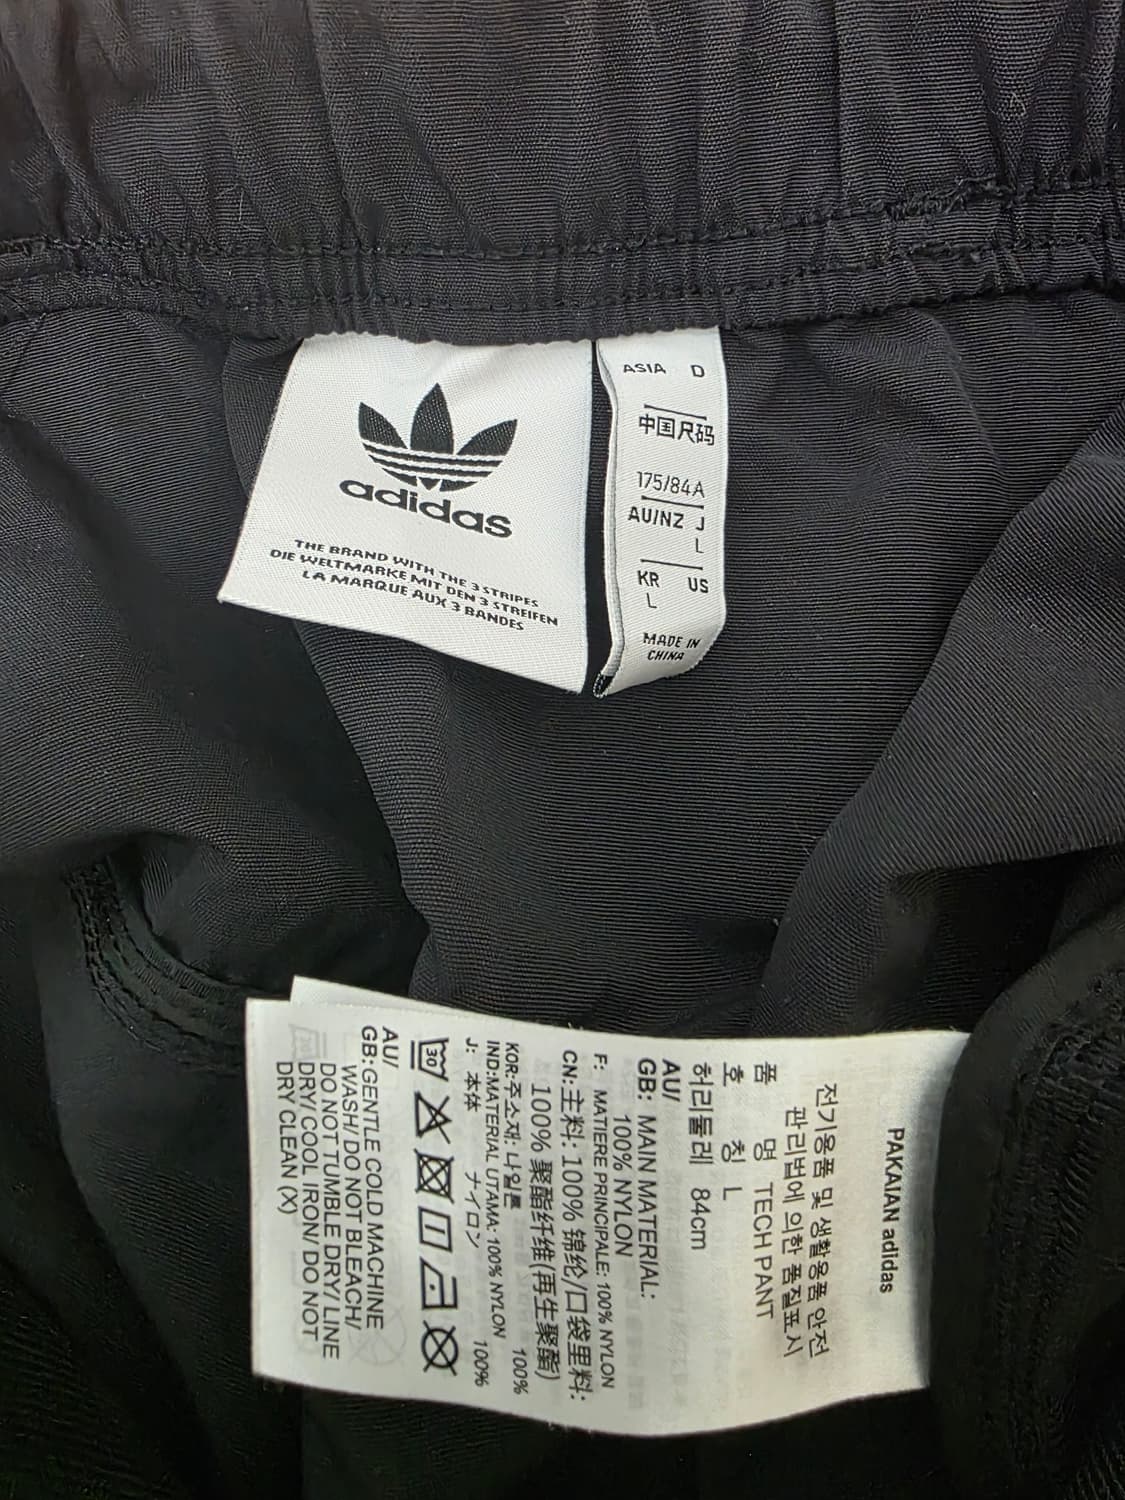 adidas
THE BRAND WITH THE 3 STRIPES
DIE WELTMARKE MIT DEN 3 STREIFEN
LA MARQUE AUX 3 BANDES
ASIA D
中国尺码
175/84A
AU/NZ J
L
KR US
L
MADE IN
CHINA
PAKAIAN adidas
전기용품 및 생활용품 안전
관리법에 의한 품질표시
품 명 TECH PANT
호 칭 L
허리둘레 84cm
AU/
GB: MAIN MATERIAL:
100% NYLON
F: MATIERE PRINCIPALE: 100% NYLON
CN:主料: 100% 锦纶/口袋里料:
100% 聚酯纤维(再生聚酯)
KOR:주소재: 나일론 100%
IND:MATERIAL UTAMA: 100% NYLON
J: 本体 ナイロン 100%
30
AU/
GB:GENTLE COLD MACHINE
WASH/ DO NOT BLEACH/
DO NOT TUMBLE DRY/ LINE
DRY/ COOL IRON/ DO NOT
DRY CLEAN (X)